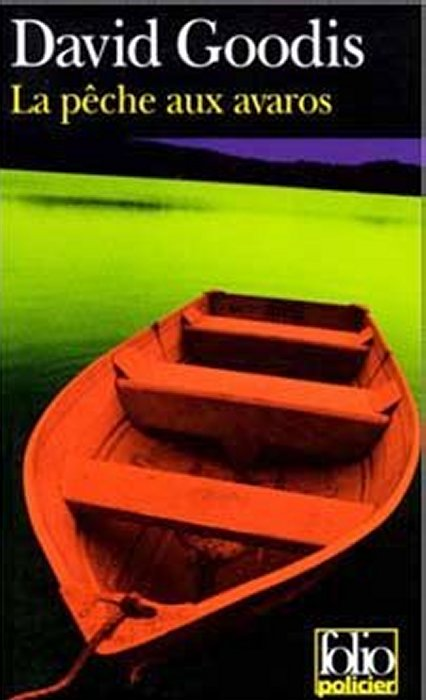 David Goodis
La pêche aux avaros
folio
policier